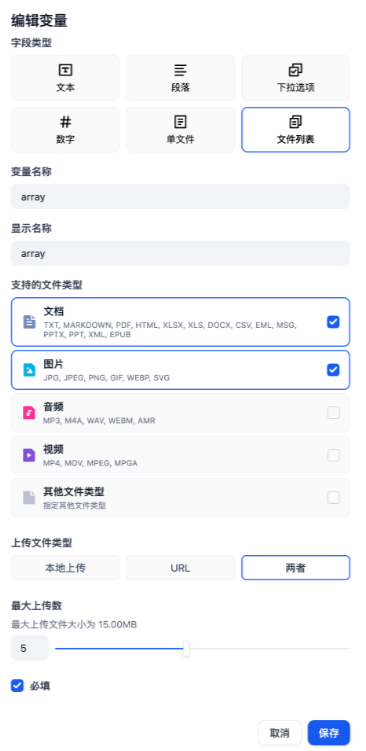 编辑变量
字段类型
文本
段落
下拉选项
数字
单文件
文件列表
变量名称
array
显示名称
array
支持的文件类型
文档
TXT, MARKDOWN, PDF, HTML, XLSX, XLS, DOCX, CSV, EML, MSG,
PPTX, PPT, XML, EPUB
图片
JPG, JPEG, PNG, GIF, WEBP, SVG
音频
MP3, M4A, WAV, WEBM, AMR
视频
MP4, MOV, MPEG, MPGA
其他文件类型
指定其他文件类型
上传文件类型
本地上传
URL
两者
最大上传数
最大上传文件大小为 15.00MB
5
必填
取消
保存